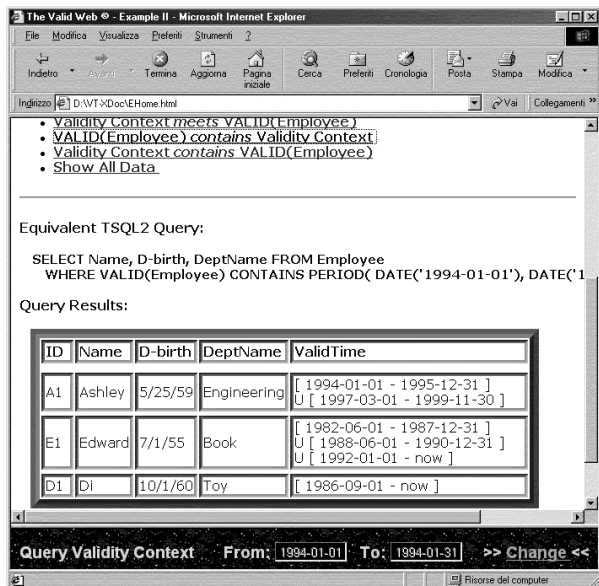 The Valid Web © - Example II - Microsoft Internet Explorer
File Modifica Visualizza Preferiti Strumenti ?
Indietro Avanti Termina Aggiorna Pagina iniziale Cerca Preferiti Cronologia Posta Stampa Modifica
Indirizzo D:\VT-XDoc\EHome.html Vai Collegamenti »
• Validity Context meets VALID(Employee)
• VALID(Employee) contains Validity Context
• Validity Context contains VALID(Employee)
• Show All Data
Equivalent TSQL2 Query:
SELECT Name, D-birth, DeptName FROM Employee
WHERE VALID(Employee) CONTAINS PERIOD( DATE('1994-01-01'), DATE('1
Query Results:
ID Name D-birth DeptName ValidTime
A1 Ashley 5/25/59 Engineering [ 1994-01-01 - 1995-12-31 ]
U [ 1997-03-01 - 1999-11-30 ]
E1 Edward 7/1/55 Book [ 1982-06-01 - 1987-12-31 ]
U [ 1988-06-01 - 1990-12-31 ]
U [ 1992-01-01 - now ]
D1 Di 10/1/60 Toy [ 1986-09-01 - now ]
Query Validity Context From: 1994-01-01 To: 1994-01-31 >> Change <<
Risorse del computer